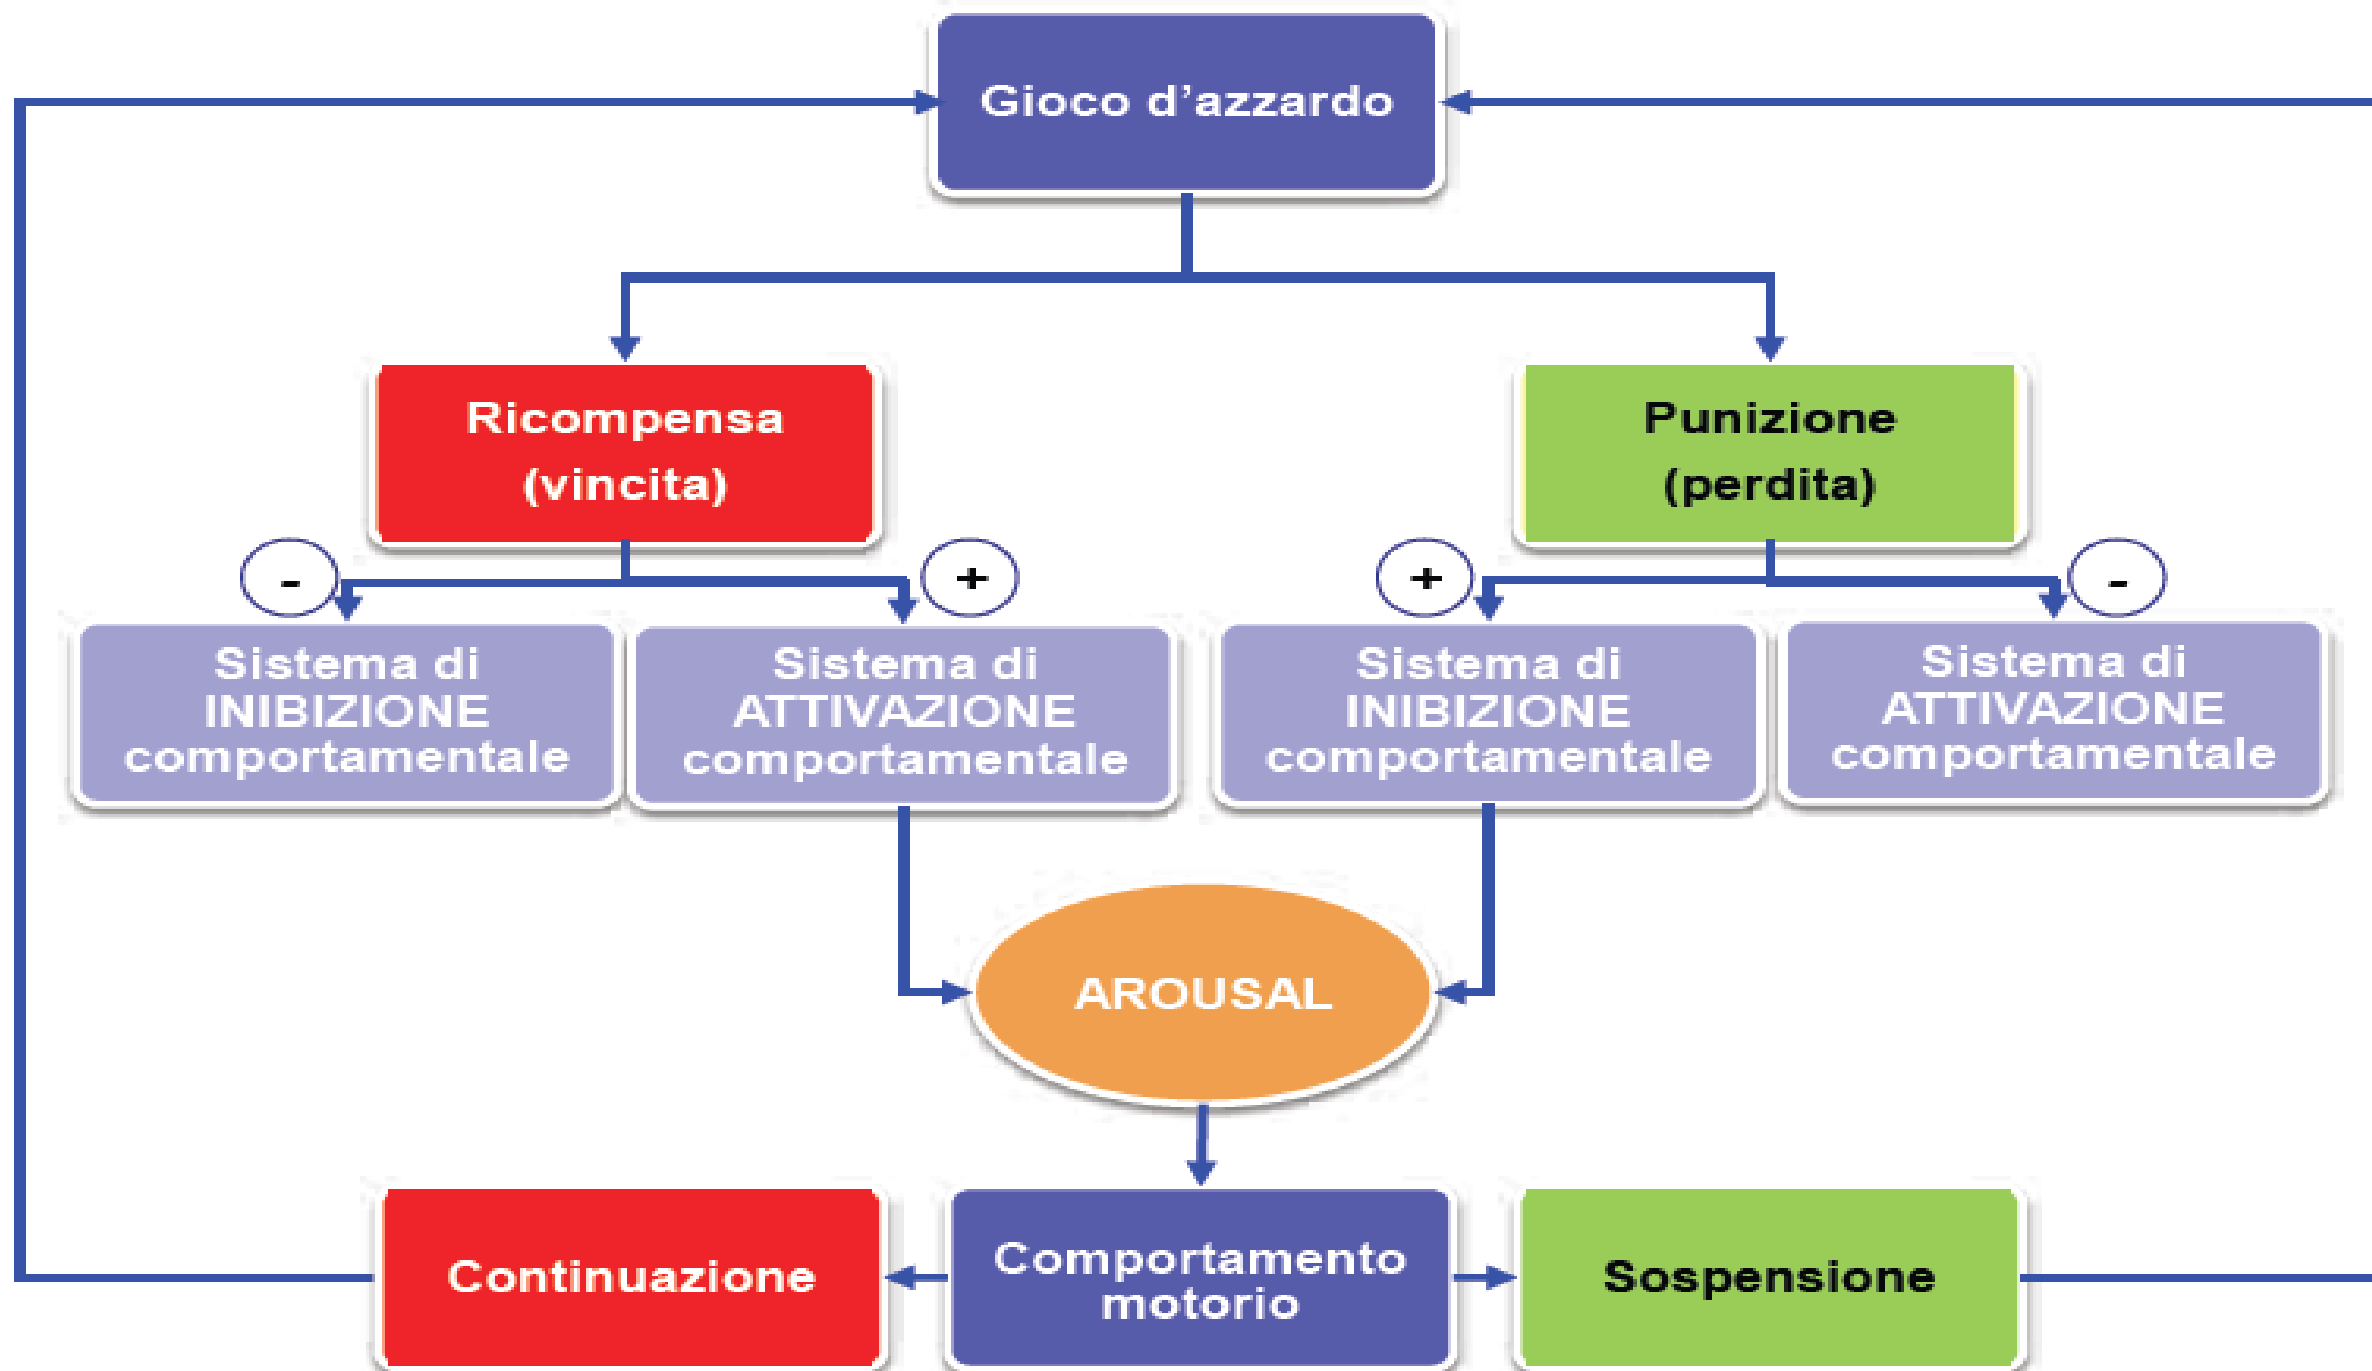 Gioco d’azzardo
Ricompensa
(vincita)
Punizione
(perdita)
-
+
+
-
Sistema di
INIBIZIONE
comportamentale
Sistema di
ATTIVAZIONE
comportamentale
Sistema di
INIBIZIONE
comportamentale
Sistema di
ATTIVAZIONE
comportamentale
AROUSAL
Continuazione
Comportamento
motorio
Sospensione